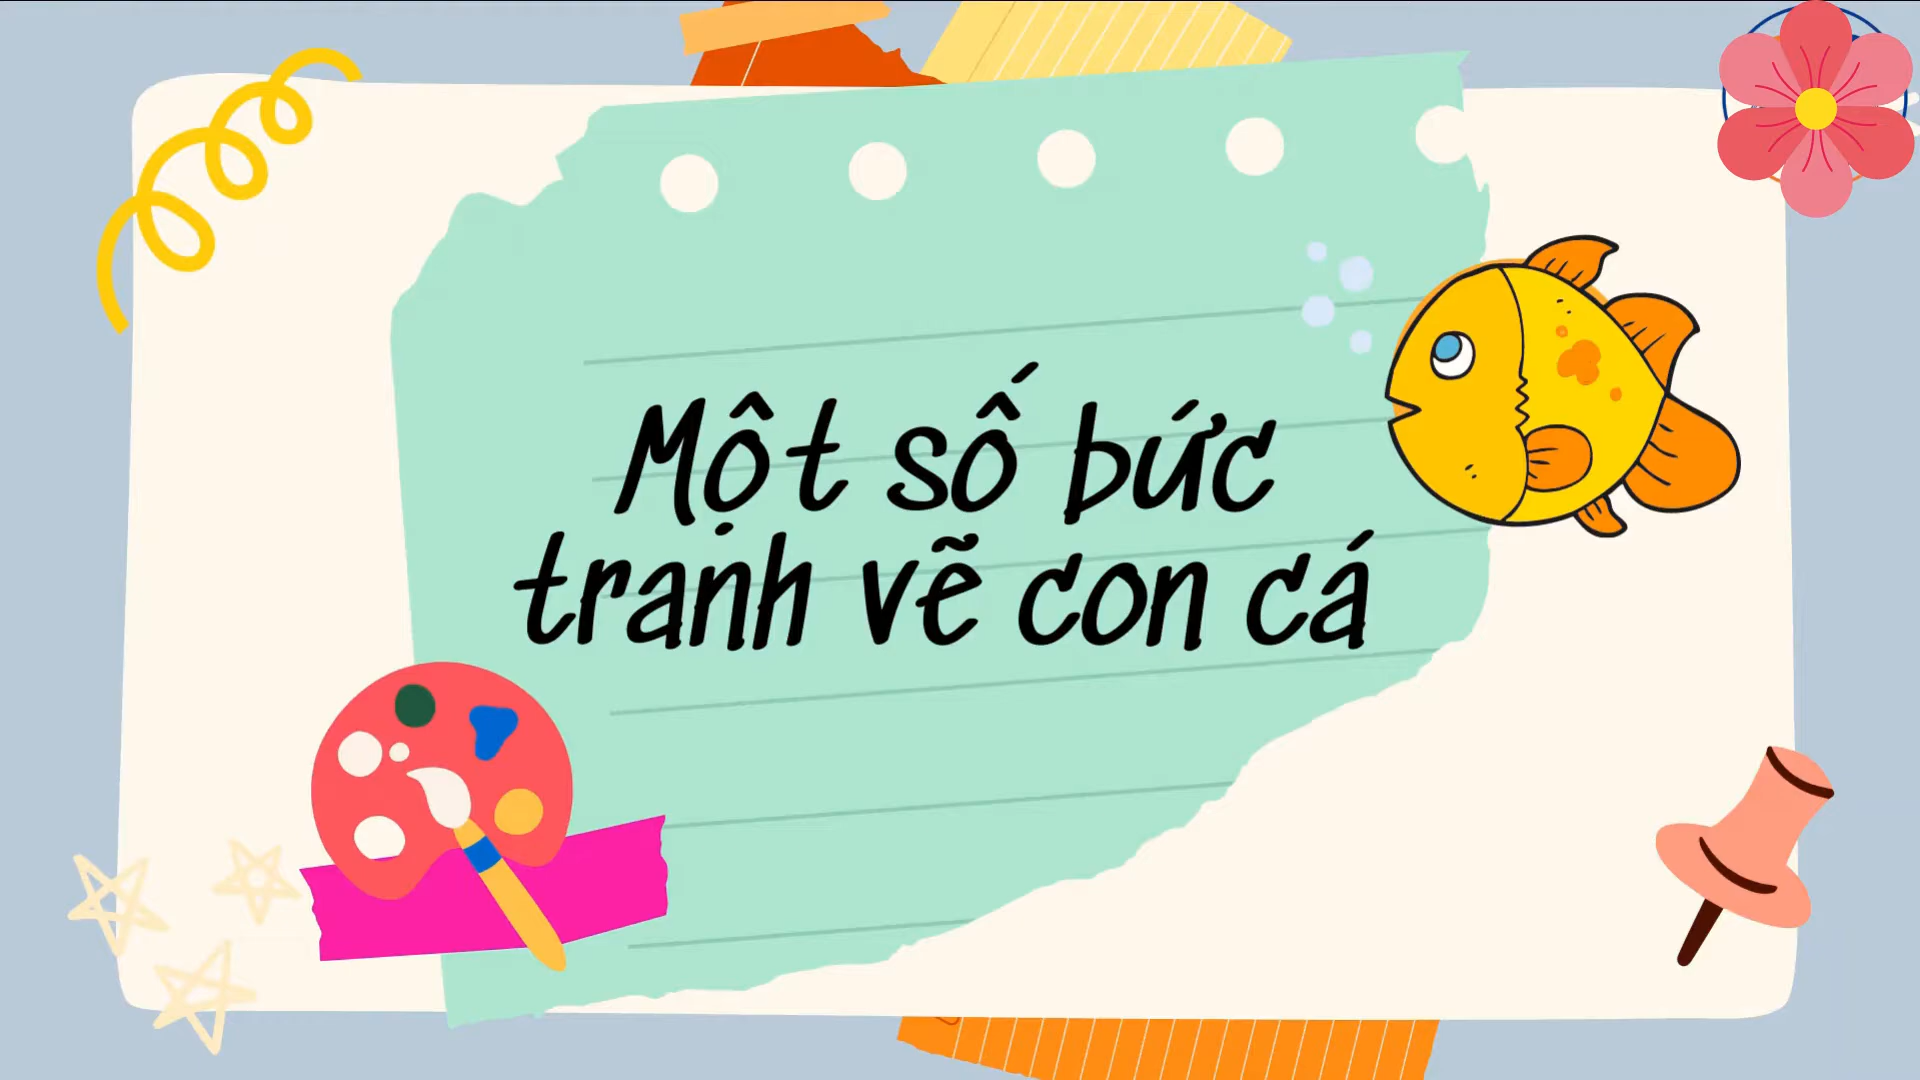 Một số bức
tranh vẽ con cá